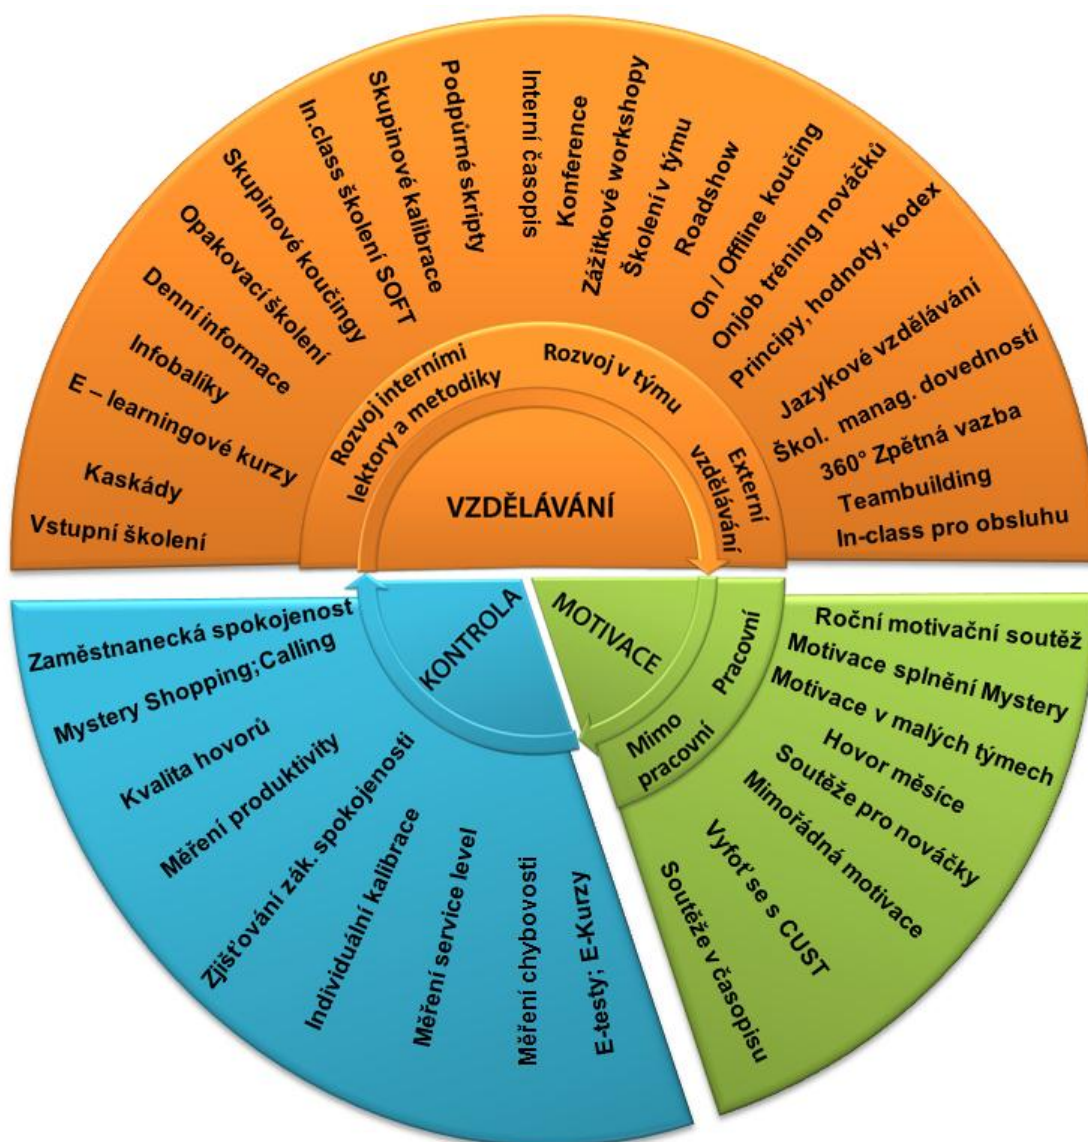 Vstupní školení
Kaskády
E – learningové kurzy
Infobalíky
Denní informace
Opakovací školení
Skupinové koučingy
In.class školení SOFT
Skupinové kalibrace
Podpůrné skripty
Interní časopis
Konference
Zážitkové workshopy
Školení v týmu
Roadshow
On / Offline koučing
Onjob tréning nováčků
Principy, hodnoty, kodex
Jazykové vzdělávání
Škol. manag. dovedností
360° Zpětná vazba
Teambuilding
In-class pro obsluhu
Rozvoj interními
lektory a metodiky
Rozvoj v týmu
Externí
vzdělávání
VZDĚLÁVÁNÍ
KONTROLA
MOTIVACE
Pracovní
Mimo
pracovní
Roční motivační soutěž
Motivace splnění Mystery
Motivace v malých týmech
Hovor měsíce
Soutěže pro nováčky
Mimořádná motivace
Vyfoť se s CUST
Soutěže v časopisu
Zaměstnanecká spokojenost
Mystery Shopping;Calling
Kvalita hovorů
Měření produktivity
Zjišťování zák. spokojenosti
Individuální kalibrace
Měření service level
Měření chybovosti
E-testy; E-Kurzy